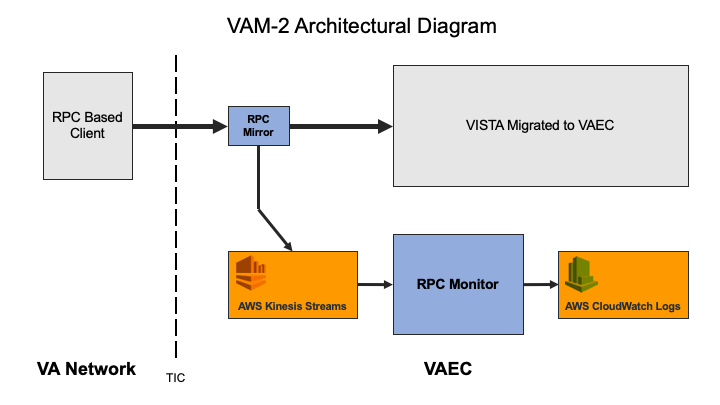 VAM-2 Architectural Diagram
RPC Based
Client
RPC
Mirror
VISTA Migrated to VAEC
AWS Kinesis Streams
RPC Monitor
AWS CloudWatch Logs
VA Network
TIC
VAEC